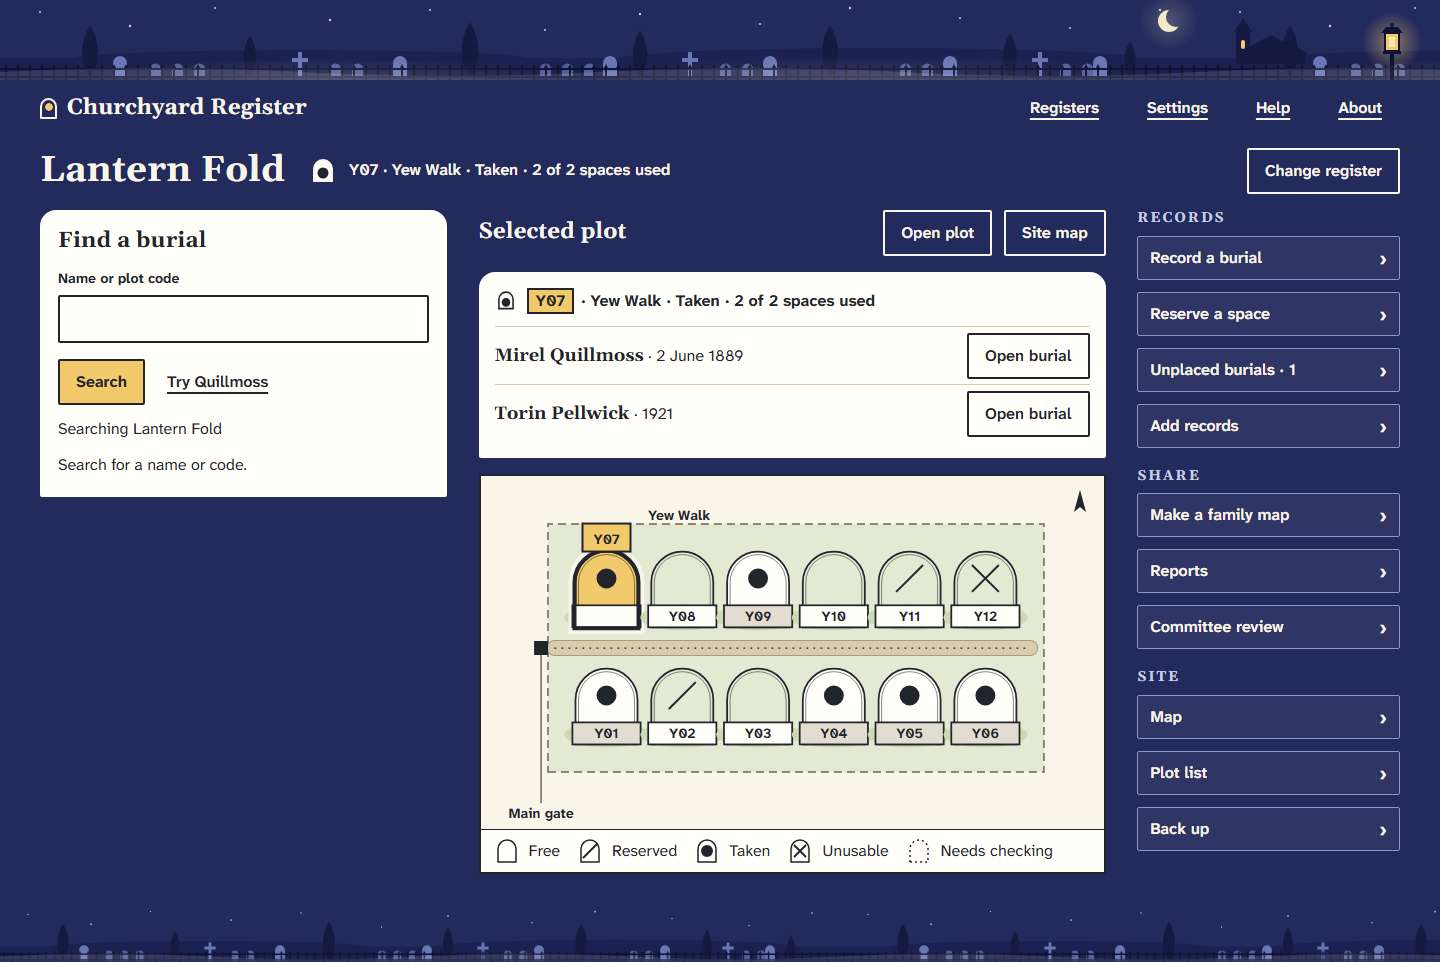 Churchyard Register
Registers
Settings
Help
About
Lantern Fold
Y07 · Yew Walk · Taken · 2 of 2 spaces used
Change register
Find a burial
Name or plot code
Search
Try Quillmoss
Searching Lantern Fold
Search for a name or code.
Selected plot
Open plot
Site map
Y07 · Yew Walk · Taken · 2 of 2 spaces used
Mirel Quillmoss · 2 June 1889
Open burial
Torin Pellwick · 1921
Open burial
Yew Walk
Y07
Y08
Y09
Y10
Y11
Y12
Y01
Y02
Y03
Y04
Y05
Y06
Main gate
Free
Reserved
Taken
Unusable
Needs checking
RECORDS
Record a burial
Reserve a space
Unplaced burials · 1
Add records
SHARE
Make a family map
Reports
Committee review
SITE
Map
Plot list
Back up